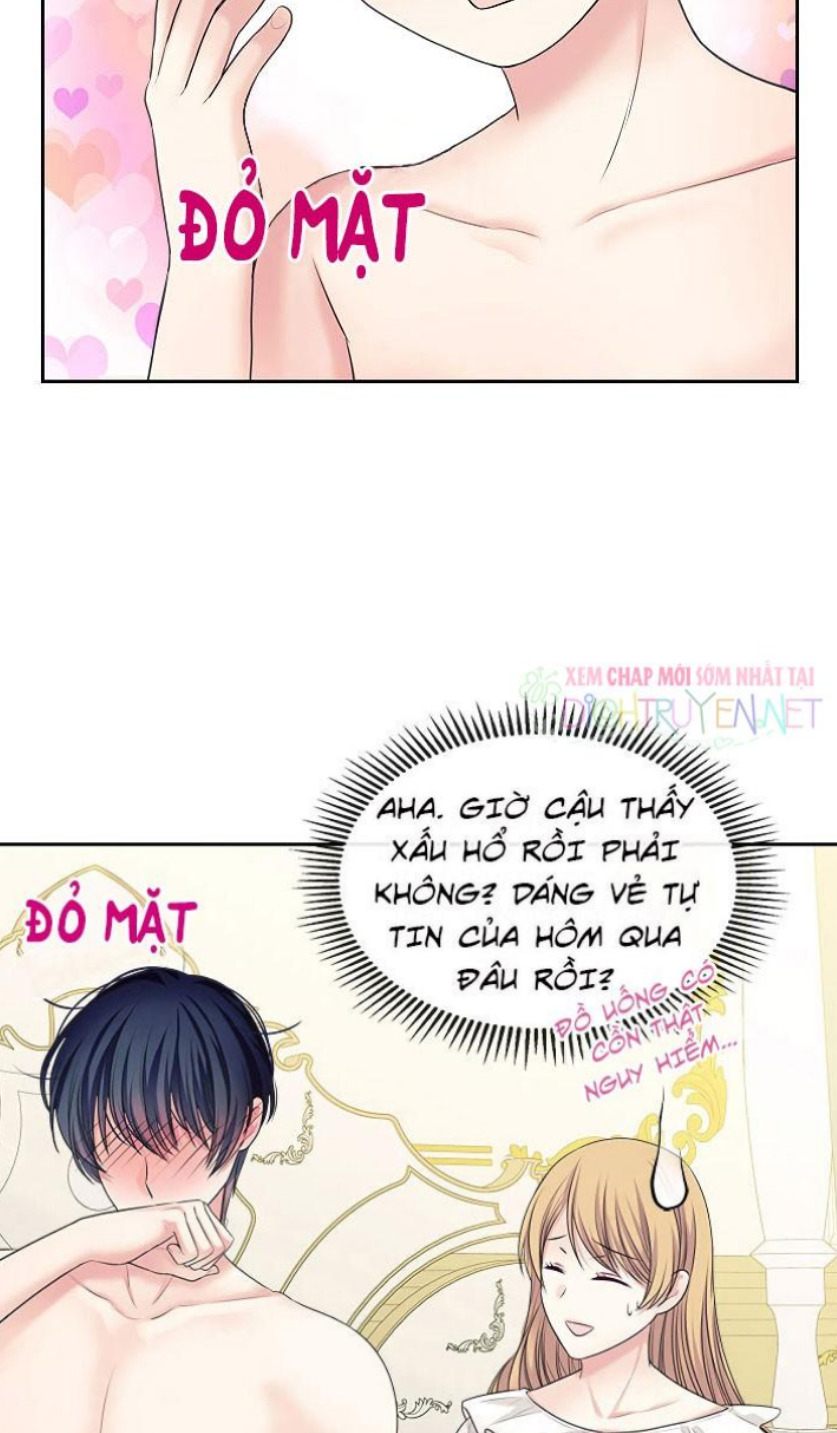 ĐỎ MẶT
XEM CHAP MỚI SỚM NHẤT TẠI
DICHTRUYEN.NET
AHA. GIỜ CẬU THẤY
XẤU HỔ RỒI PHẢI
KHÔNG? DÁNG VẺ TỰ
TIN CỦA HÔM QUA
ĐÂU RỒI?
ĐỎ MẶT
ĐỒ UỐNG CÓ
CỒN THẬT
NGUY HIỂM...